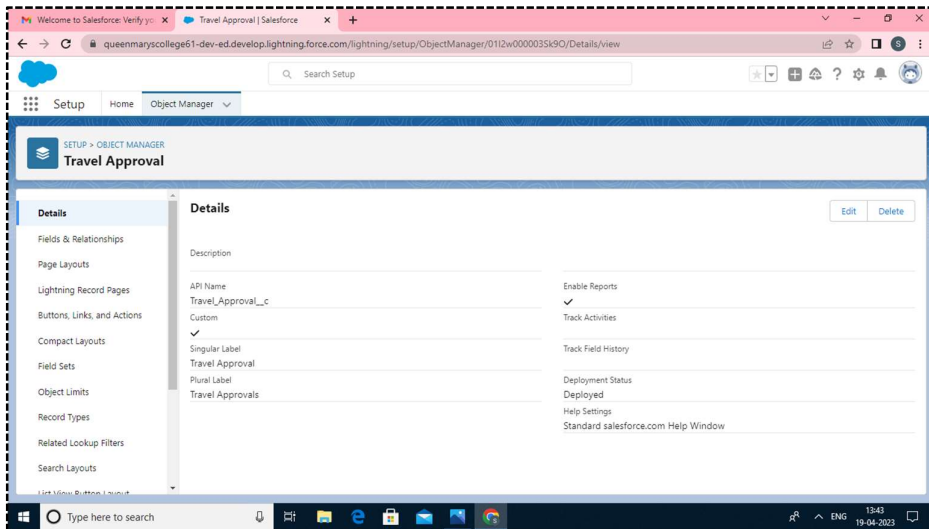 Welcome to Salesforce: Verify yo
Travel Approval | Salesforce
queenmaryscollege61-dev-ed.develop.lightning.force.com/lightning/setup/ObjectManager/01I2w000003Sk9O/Details/view
S
Search Setup
Setup
Home
Object Manager
SETUP > OBJECT MANAGER
Travel Approval
Details
Fields & Relationships
Page Layouts
Lightning Record Pages
Buttons, Links, and Actions
Compact Layouts
Field Sets
Object Limits
Record Types
Related Lookup Filters
Search Layouts
List View Button Layout
Details
Edit
Delete
Description
API Name
Travel_Approval__c
Custom
Singular Label
Travel Approval
Plural Label
Travel Approvals
Enable Reports
Track Activities
Track Field History
Deployment Status
Deployed
Help Settings
Standard salesforce.com Help Window
Type here to search
ENG
13:43
19-04-2023